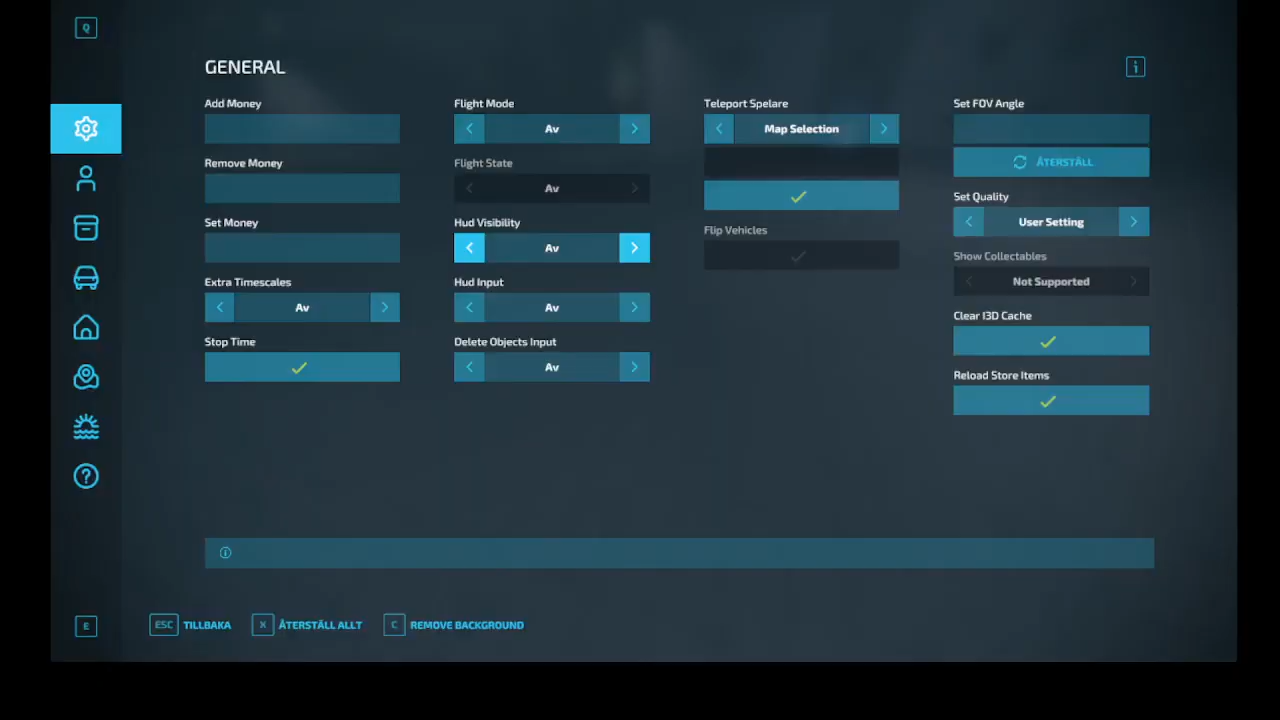 Q
GENERAL
i
Add Money
Remove Money
Set Money
Extra Timescales
Av
Stop Time
Flight Mode
Av
Flight State
Av
Hud Visibility
Av
Hud Input
Av
Delete Objects Input
Av
Teleport Spelare
Map Selection
Flip Vehicles
Set FOV Angle
ÅTERSTÄLL
Set Quality
User Setting
Show Collectables
Not Supported
Clear I3D Cache
Reload Store Items
E
ESC TILLBAKA X ÅTERSTÄLL ALLT C REMOVE BACKGROUND